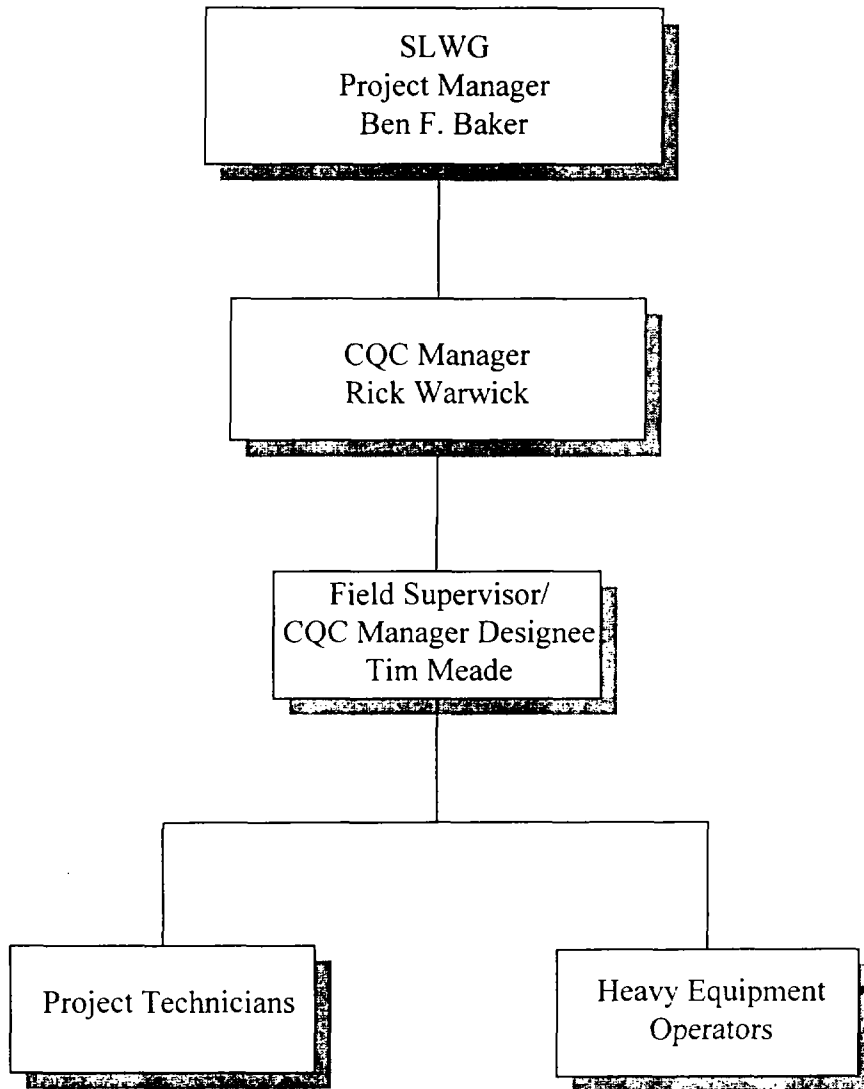 SLWG
Project Manager
Ben F. Baker
CQC Manager
Rick Warwick
Field Supervisor/
CQC Manager Designee
Tim Meade
Project Technicians
Heavy Equipment
Operators